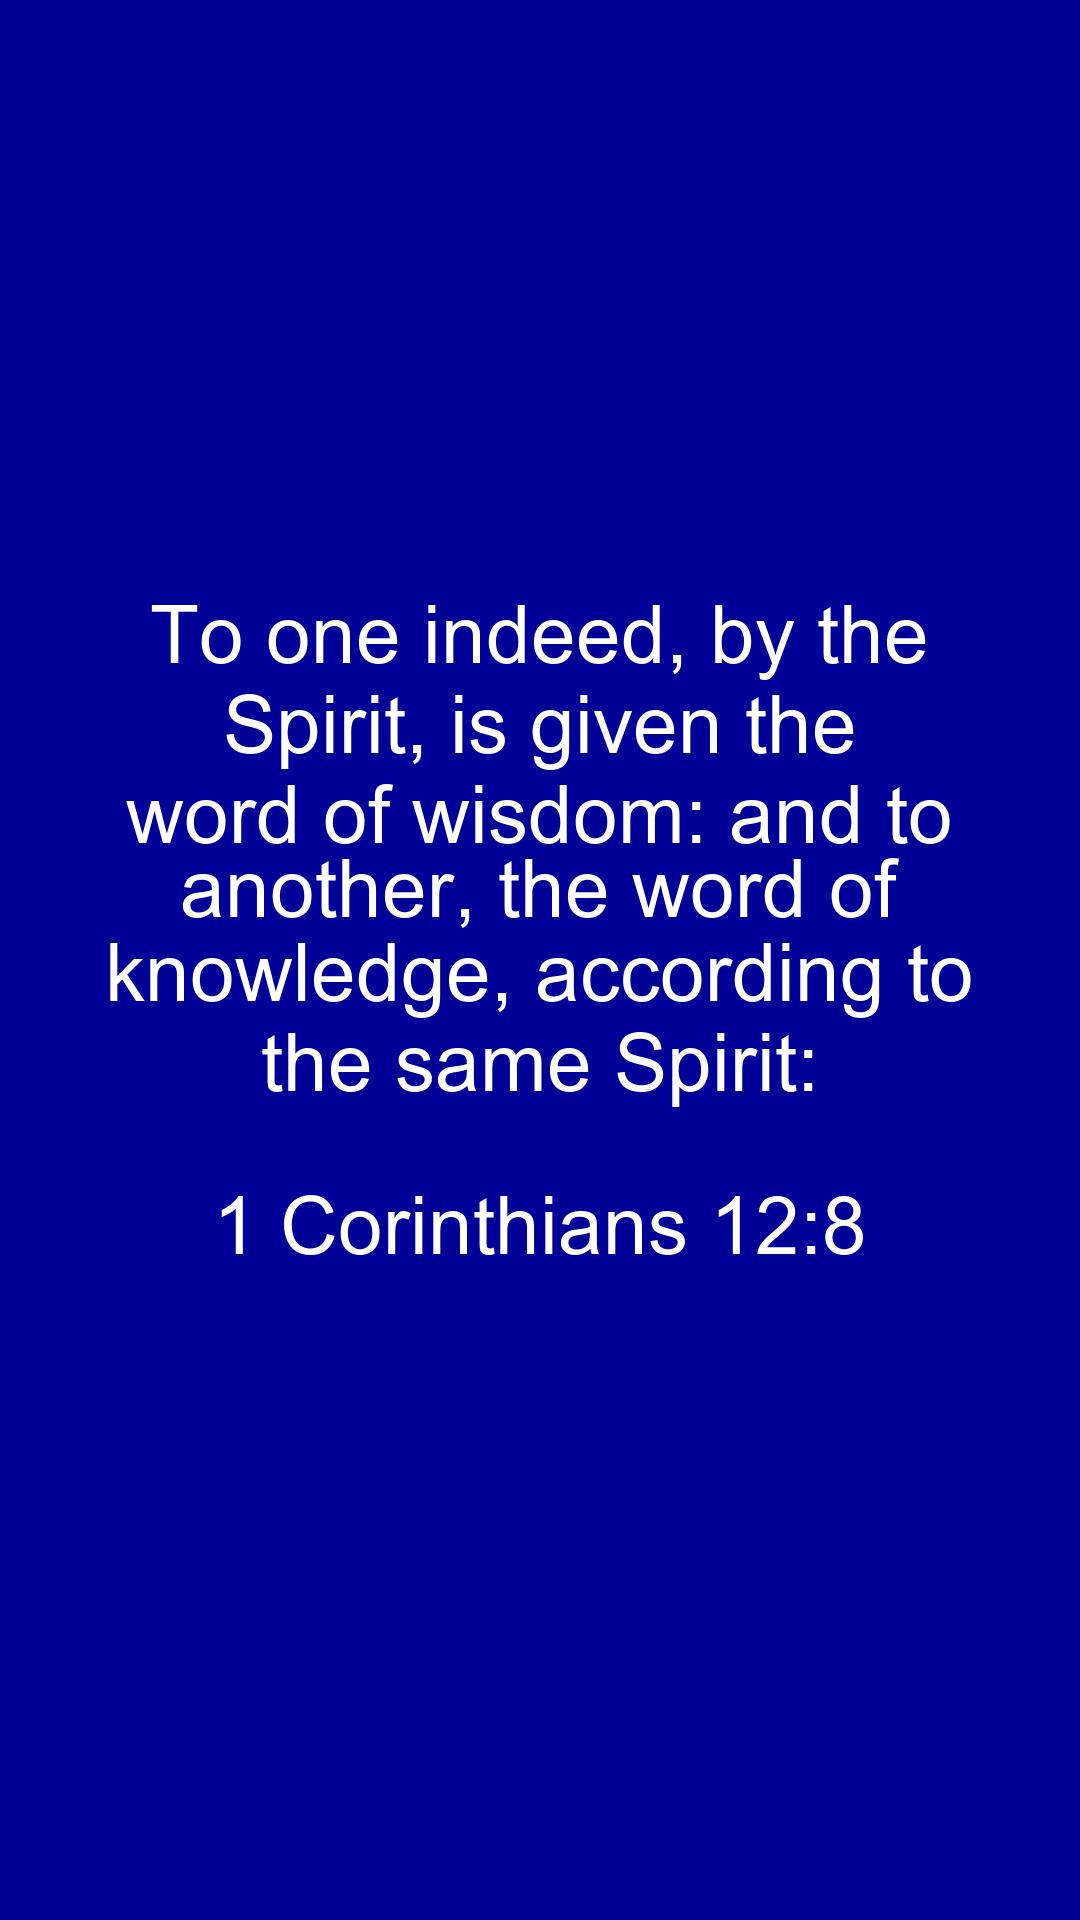 To one indeed, by the
Spirit, is given the
word of wisdom: and to
another, the word of
knowledge, according to
the same Spirit:
1 Corinthians 12:8